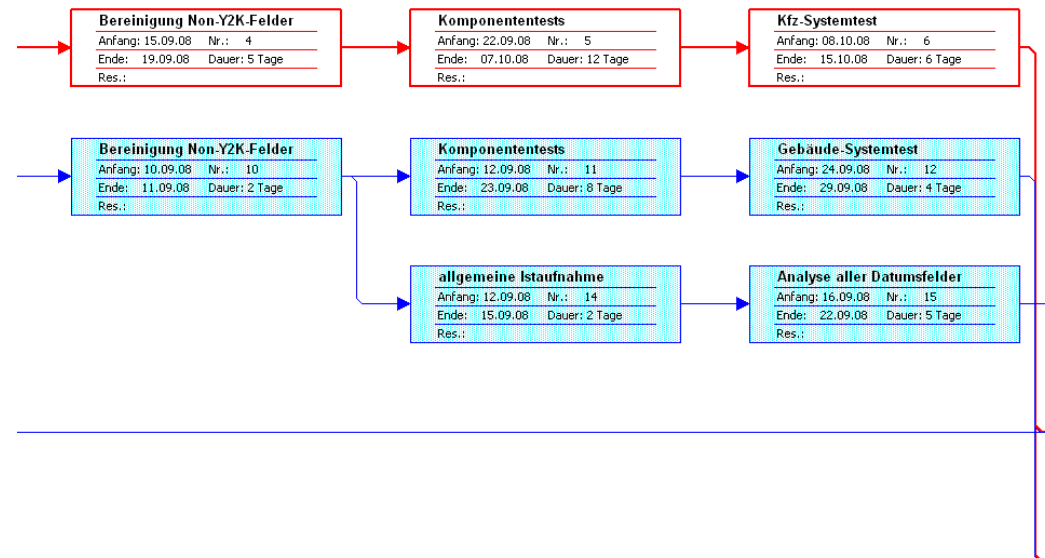 Bereinigung Non-Y2K-Felder
Anfang: 15.09.08 Nr.: 4
Ende: 19.09.08 Dauer: 5 Tage
Res.:
Komponententests
Anfang: 22.09.08 Nr.: 5
Ende: 07.10.08 Dauer: 12 Tage
Res.:
Kfz-Systemtest
Anfang: 08.10.08 Nr.: 6
Ende: 15.10.08 Dauer: 6 Tage
Res.:
Bereinigung Non-Y2K-Felder
Anfang: 10.09.08 Nr.: 10
Ende: 11.09.08 Dauer: 2 Tage
Res.:
Komponententests
Anfang: 12.09.08 Nr.: 11
Ende: 23.09.08 Dauer: 8 Tage
Res.:
Gebäude-Systemtest
Anfang: 24.09.08 Nr.: 12
Ende: 29.09.08 Dauer: 4 Tage
Res.:
allgemeine Istaufnahme
Anfang: 12.09.08 Nr.: 14
Ende: 15.09.08 Dauer: 2 Tage
Res.:
Analyse aller Datumsfelder
Anfang: 16.09.08 Nr.: 15
Ende: 22.09.08 Dauer: 5 Tage
Res.: